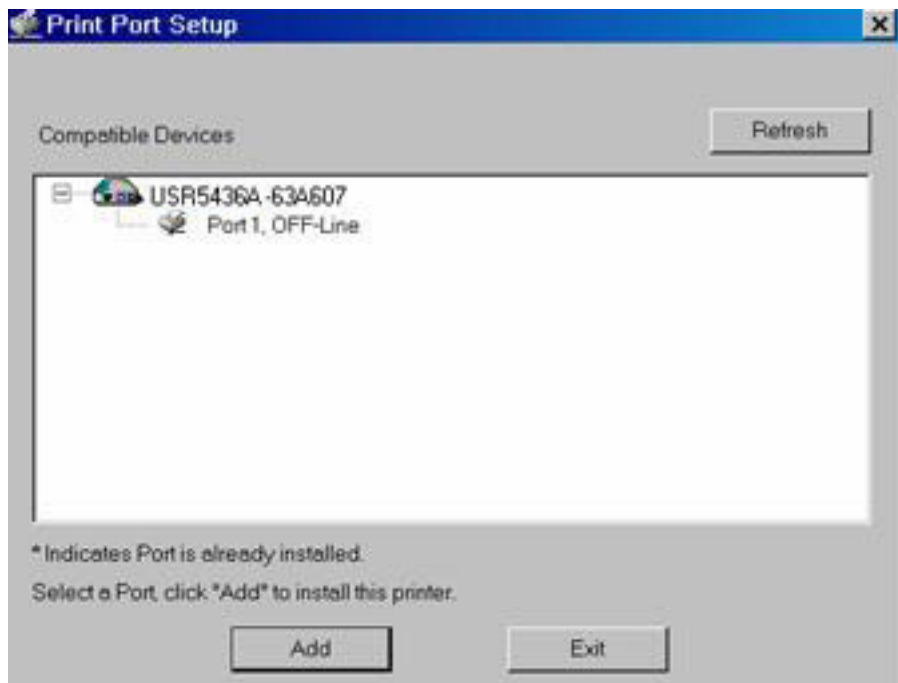 Print Port Setup
Compatible Devices
Refresh
USR5436A-63A607
Port 1, OFF-Line
* Indicates Port is already installed.
Select a Port, click "Add" to install this printer.
Add
Exit